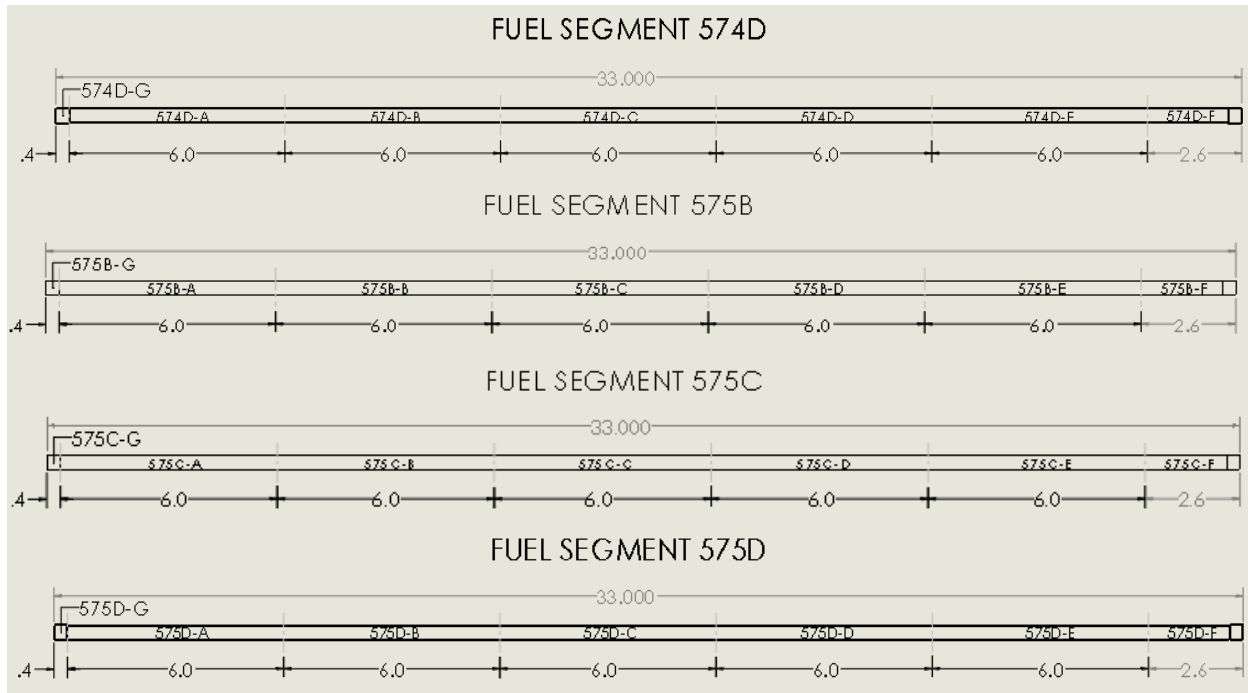 FUEL SEGMENT 574D
33.000
574D-G
574D-A 574D-B 574D-C 574D-D 574D-E 574D-F
.4 6.0 6.0 6.0 6.0 6.0 2.6
FUEL SEGMENT 575B
33.000
575B-G
575B-A 575B-B 575B-C 575B-D 575B-E 575B-F
.4 6.0 6.0 6.0 6.0 6.0 2.6
FUEL SEGMENT 575C
33.000
575C-G
575C-A 575C-B 575C-C 575C-D 575C-E 575C-F
.4 6.0 6.0 6.0 6.0 6.0 2.6
FUEL SEGMENT 575D
33.000
575D-G
575D-A 575D-B 575D-C 575D-D 575D-E 575D-F
.4 6.0 6.0 6.0 6.0 6.0 2.6